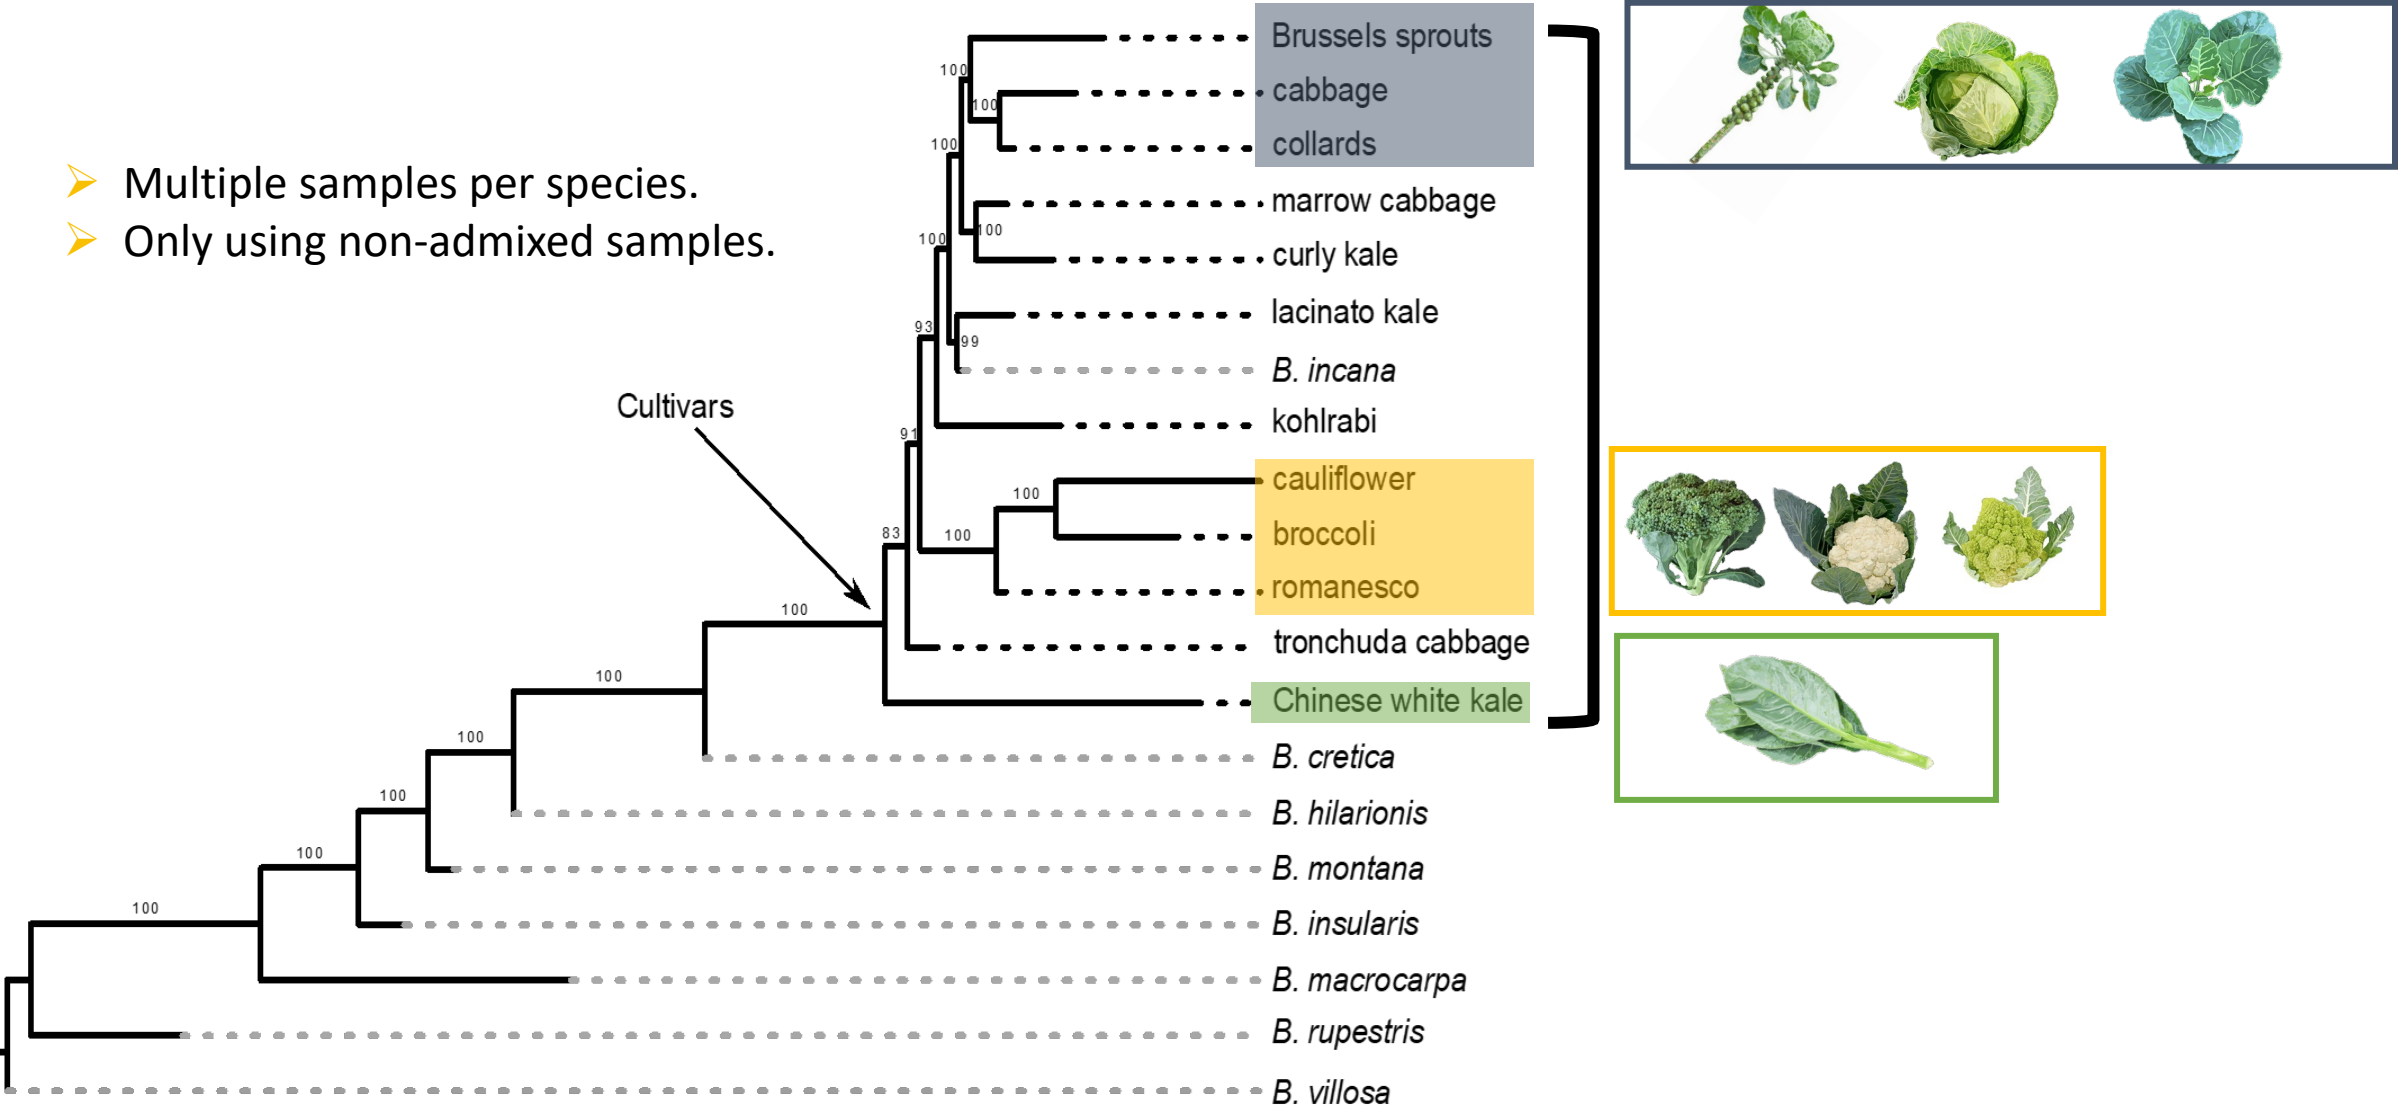 Multiple samples per species.
Only using non-admixed samples.
Cultivars
Brussels sprouts
100
cabbage
100
collards
100
marrow cabbage
100
curly kale
100
lacinato kale
93
99
B. incana
kohlrabi
91
cauliflower
100
broccoli
100
83
romanesco
100
tronchuda cabbage
100
Chinese white kale
100
B. cretica
100
B. hilarionis
100
B. montana
100
B. insularis
B. macrocarpa
B. rupestris
B. villosa